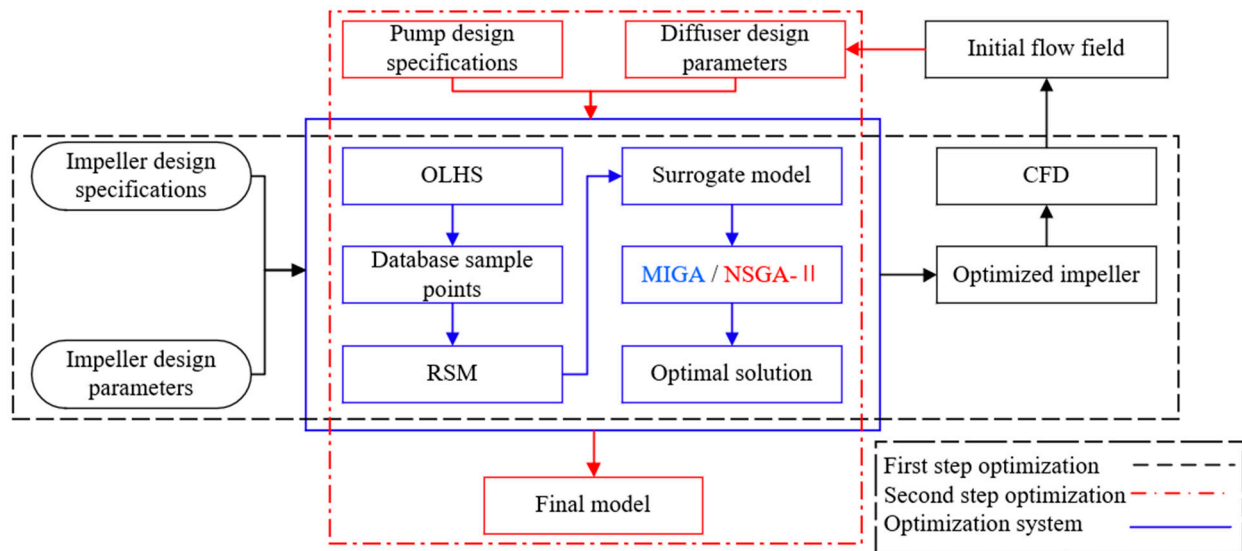 Pump design
specifications
Diffuser design
parameters
Initial flow field
Impeller design
specifications
OLHS
Surrogate model
CFD
Database sample
points
MIGA / NSGA-II
Optimized impeller
Impeller design
parameters
RSM
Optimal solution
Final model
First step optimization
Second step optimization
Optimization system